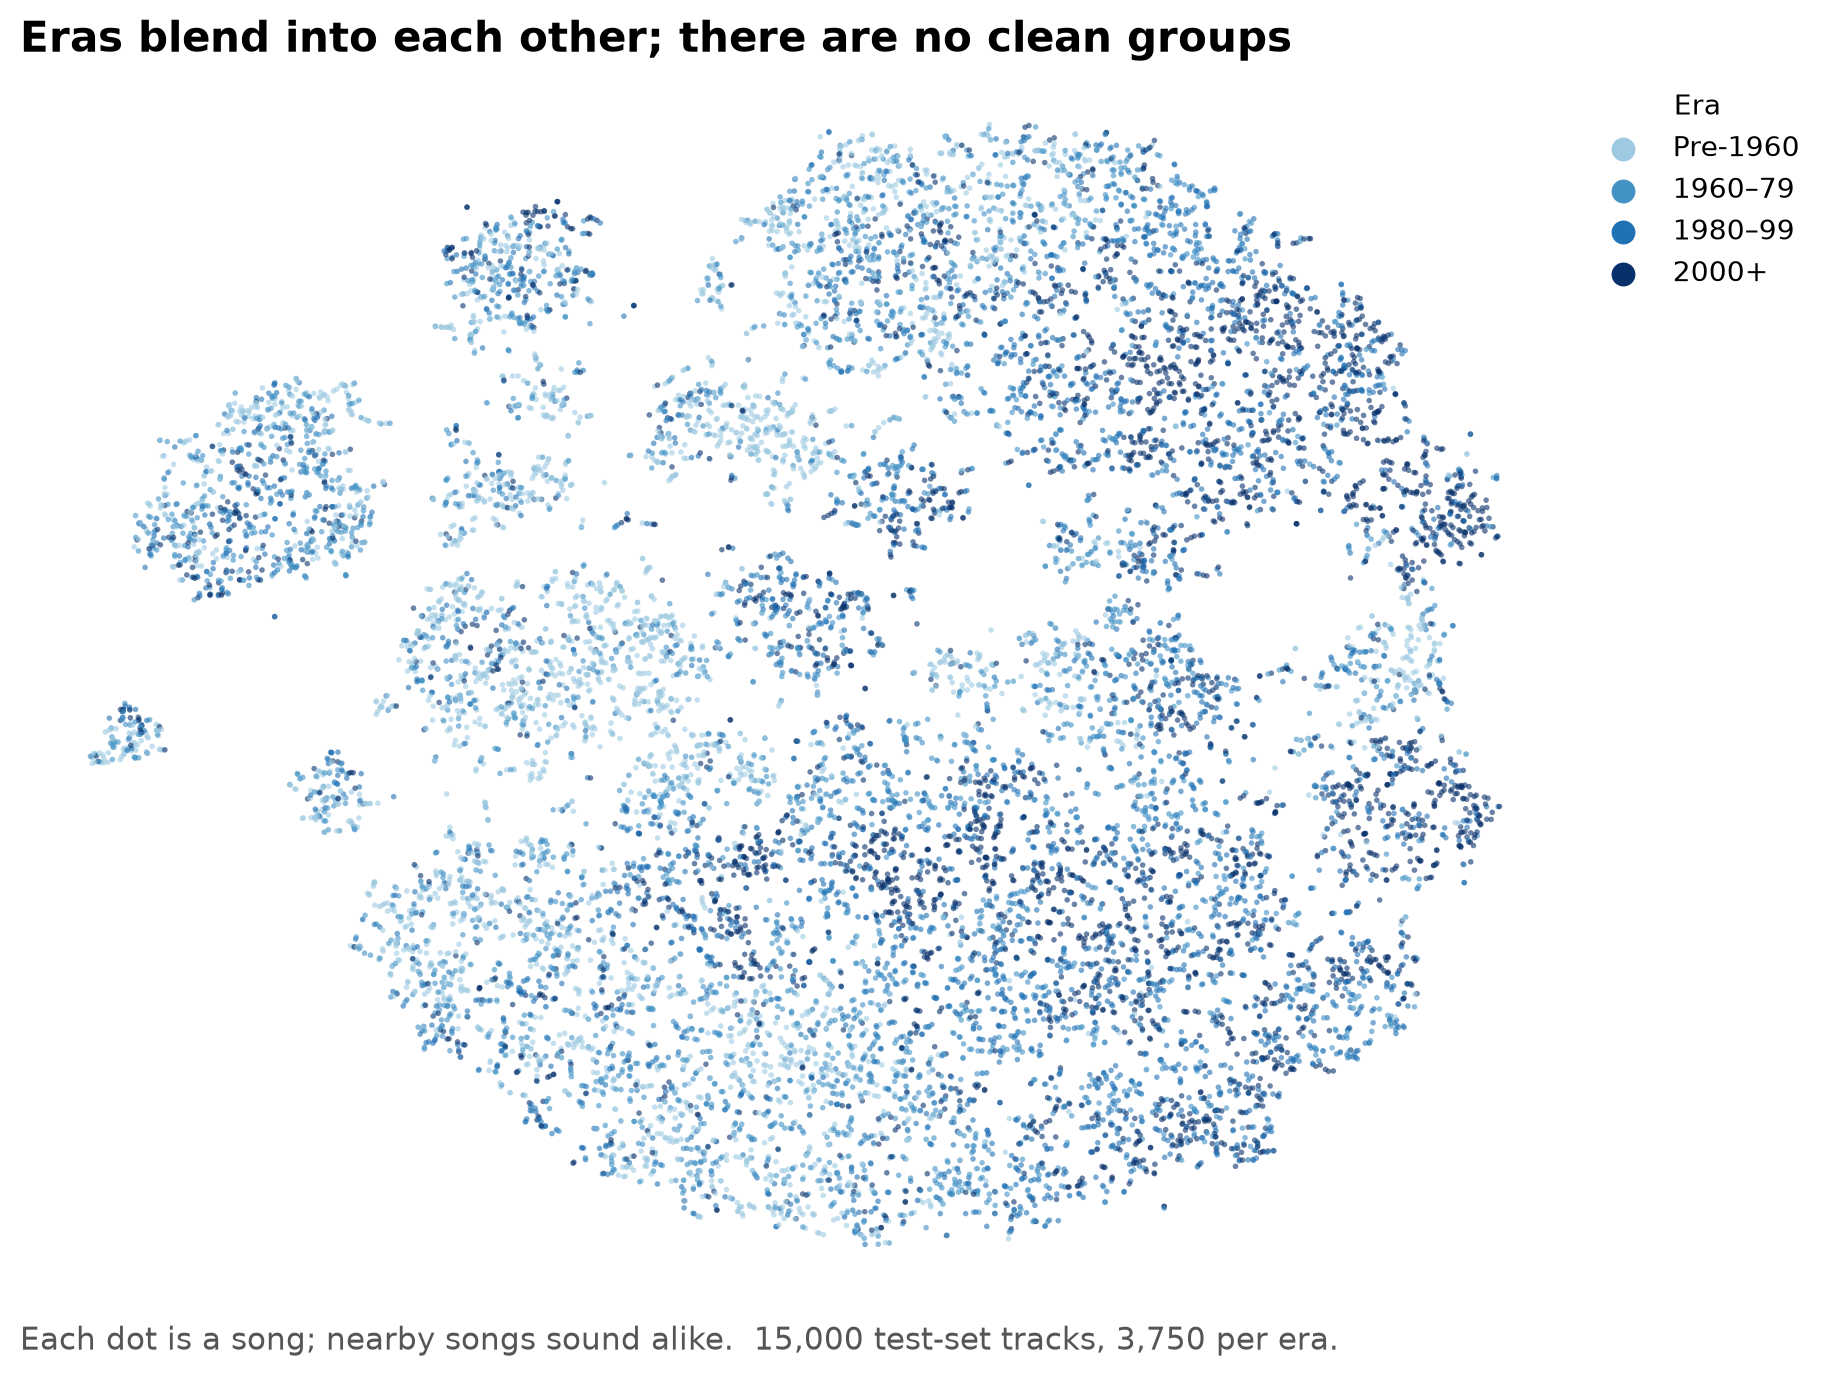 Eras blend into each other; there are no clean groups
Era
Pre-1960
1960–79
1980–99
2000+
Each dot is a song; nearby songs sound alike.  15,000 test-set tracks, 3,750 per era.